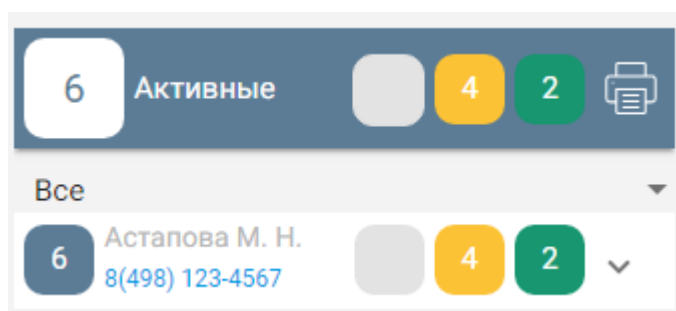 6 Активные 4 2
Все
6 Астапова М. Н. 4 2
8(498) 123-4567